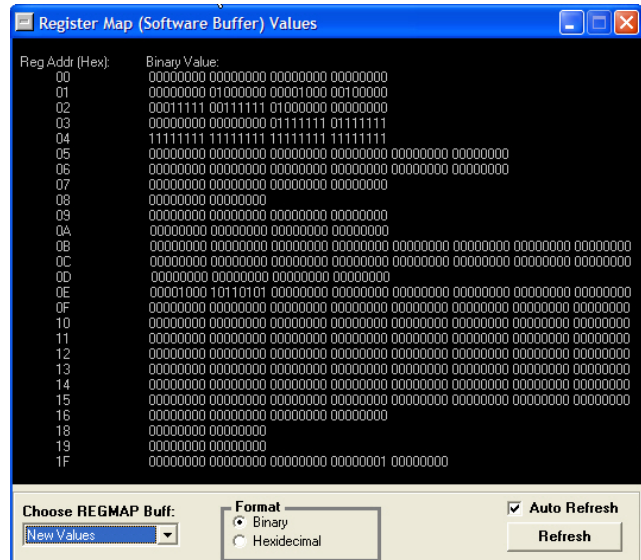 Register Map (Software Buffer) Values
Reg Addr (Hex): Binary Value:
00 00000000 00000000 00000000 00000000
01 00000000 01000000 00001000 00100000
02 00011111 00111111 01000000 00000000
03 00000000 00000000 01111111 01111111
04 11111111 11111111 11111111 11111111
05 00000000 00000000 00000000 00000000 00000000 00000000
06 00000000 00000000 00000000 00000000 00000000 00000000
07 00000000 00000000 00000000 00000000
08 00000000 00000000
09 00000000 00000000 00000000 00000000
0A 00000000 00000000 00000000 00000000
0B 00000000 00000000 00000000 00000000 00000000 00000000 00000000 00000000
0C 00000000 00000000 00000000 00000000 00000000 00000000 00000000 00000000
0D 00000000 00000000 00000000 00000000
0E 00001000 10110101 00000000 00000000 00000000 00000000 00000000 00000000
0F 00000000 00000000 00000000 00000000 00000000 00000000 00000000 00000000
10 00000000 00000000 00000000 00000000 00000000 00000000 00000000 00000000
11 00000000 00000000 00000000 00000000 00000000 00000000 00000000 00000000
12 00000000 00000000 00000000 00000000 00000000 00000000 00000000 00000000
13 00000000 00000000 00000000 00000000 00000000 00000000 00000000 00000000
14 00000000 00000000 00000000 00000000 00000000 00000000 00000000 00000000
15 00000000 00000000 00000000 00000000 00000000 00000000 00000000 00000000
16 00000000 00000000 00000000 00000000
18 00000000 00000000
19 00000000 00000000
1F 00000000 00000000 00000000 00000001 00000000
Choose REGMAP Buff: Format Auto Refresh
New Values Binary Refresh
Hexidecimal